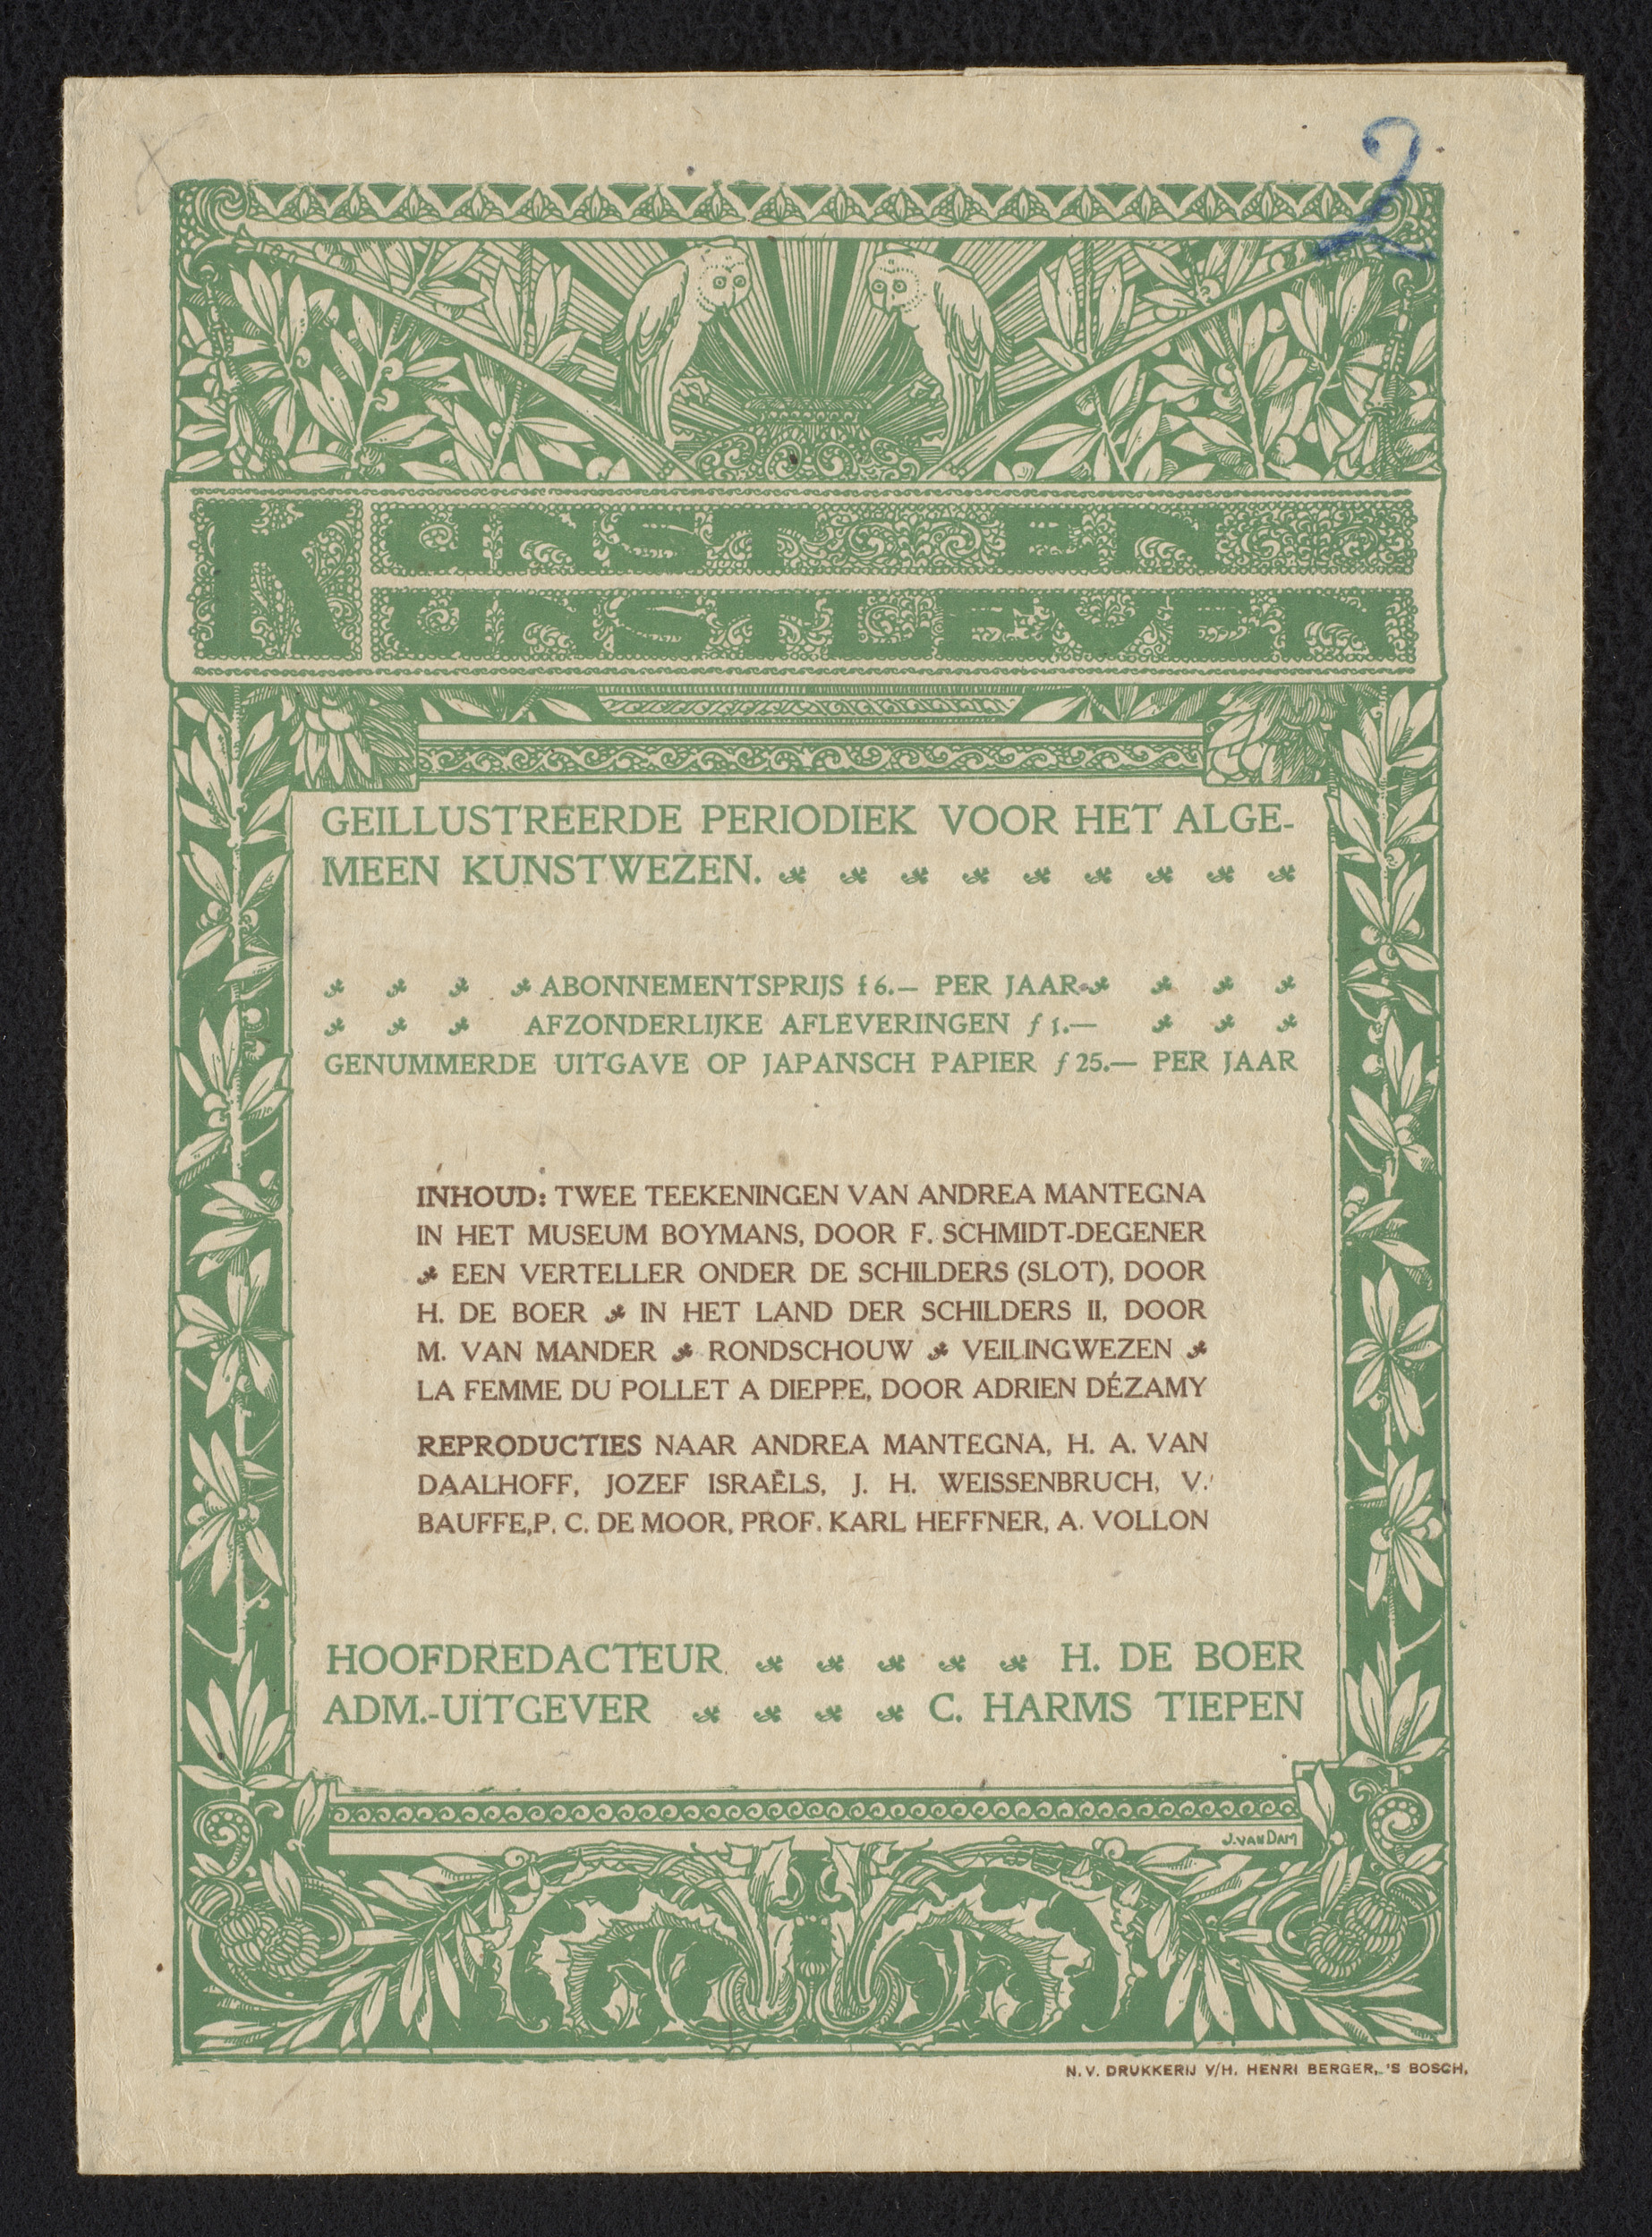 2
KUNST EN
KUNSTLEVEN
GEILLUSTREERDE PERIODIEK VOOR HET ALGE-
MEEN KUNSTWEZEN.
ABONNEMENTSPRIJS f 6.— PER JAAR
AFZONDERLIJKE AFLEVERINGEN f 1.—
GENUMMERDE UITGAVE OP JAPANSCH PAPIER f 25.— PER JAAR
INHOUD: TWEE TEEKENINGEN VAN ANDREA MANTEGNA
IN HET MUSEUM BOYMANS, DOOR F. SCHMIDT-DEGENER
EEN VERTELLER ONDER DE SCHILDERS (SLOT), DOOR
H. DE BOER IN HET LAND DER SCHILDERS II, DOOR
M. VAN MANDER RONDSCHOUW VEILINGWEZEN
LA FEMME DU POLLET A DIEPPE, DOOR ADRIEN DÉZAMY
REPRODUCTIES NAAR ANDREA MANTEGNA, H. A. VAN
DAALHOFF, JOZEF ISRAËLS, J. H. WEISSENBRUCH, V.
BAUFFE, P. C. DE MOOR, PROF. KARL HEFFNER, A. VOLLON
HOOFDREDACTEUR H. DE BOER
ADM.-UITGEVER C. HARMS TIEPEN
J. VAN DAM
N.V. DRUKKERIJ V/H. HENRI BERGER, 'S BOSCH,